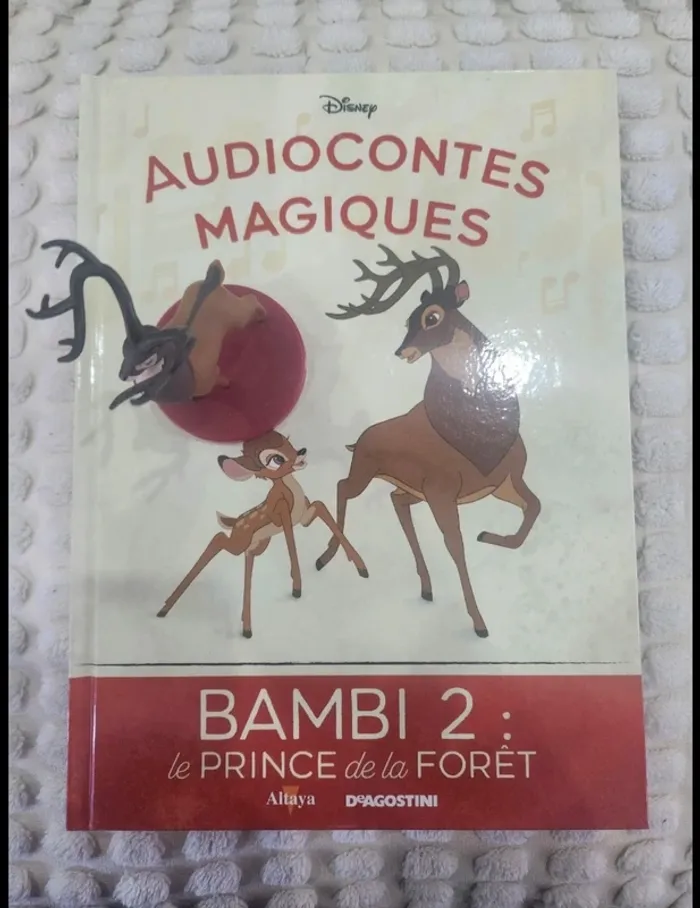 Disney
AUDIOCONTES
MAGIQUES
BAMBI 2 :
le PRINCE de la FORÊT
Altaya DeAGOSTINI